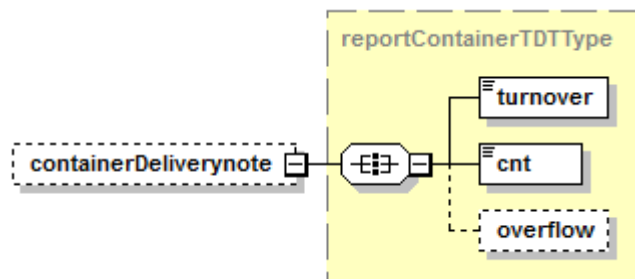 reportContainerTDTType
turnover
containerDeliverynote
cnt
overflow